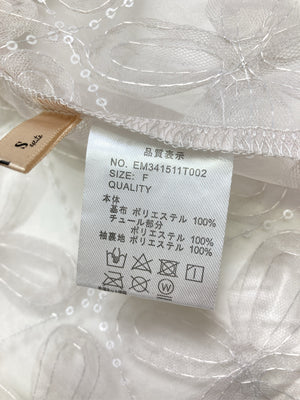 品質表示
NO. EM341511T002
SIZE: F
QUALITY
本体
基布 ポリエステル 100%
チュール部分
ポリエステル 100%
袖裏地 ポリエステル 100%